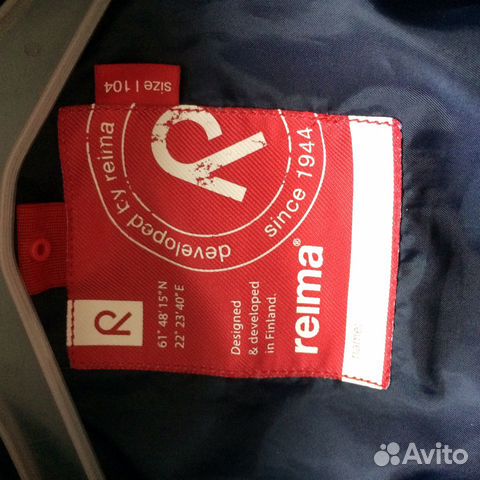 size | 104
developed by reima
since 1944
R
61° 48'15"N
22° 23'40"E
Designed
& developed
in Finland.
reima®
name:
Avito